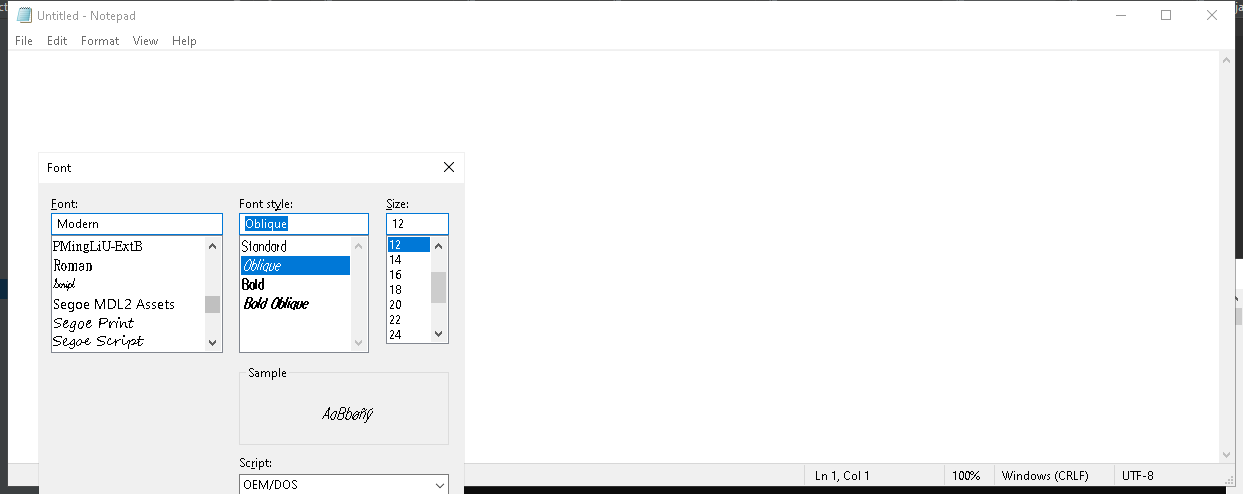 Untitled - Notepad
File Edit Format View Help
Font
Font: Font style: Size:
Modern Oblique 12
PMingLiU-ExtB Standard 12
Roman Oblique 14
Script Bold 16
Segoe MDL2 Assets Bold Oblique 18
Segoe Print 20
Segoe Script 22
24
Sample
AaBbøñý
Script:
OEM/DOS
Ln 1, Col 1 100% Windows (CRLF) UTF-8